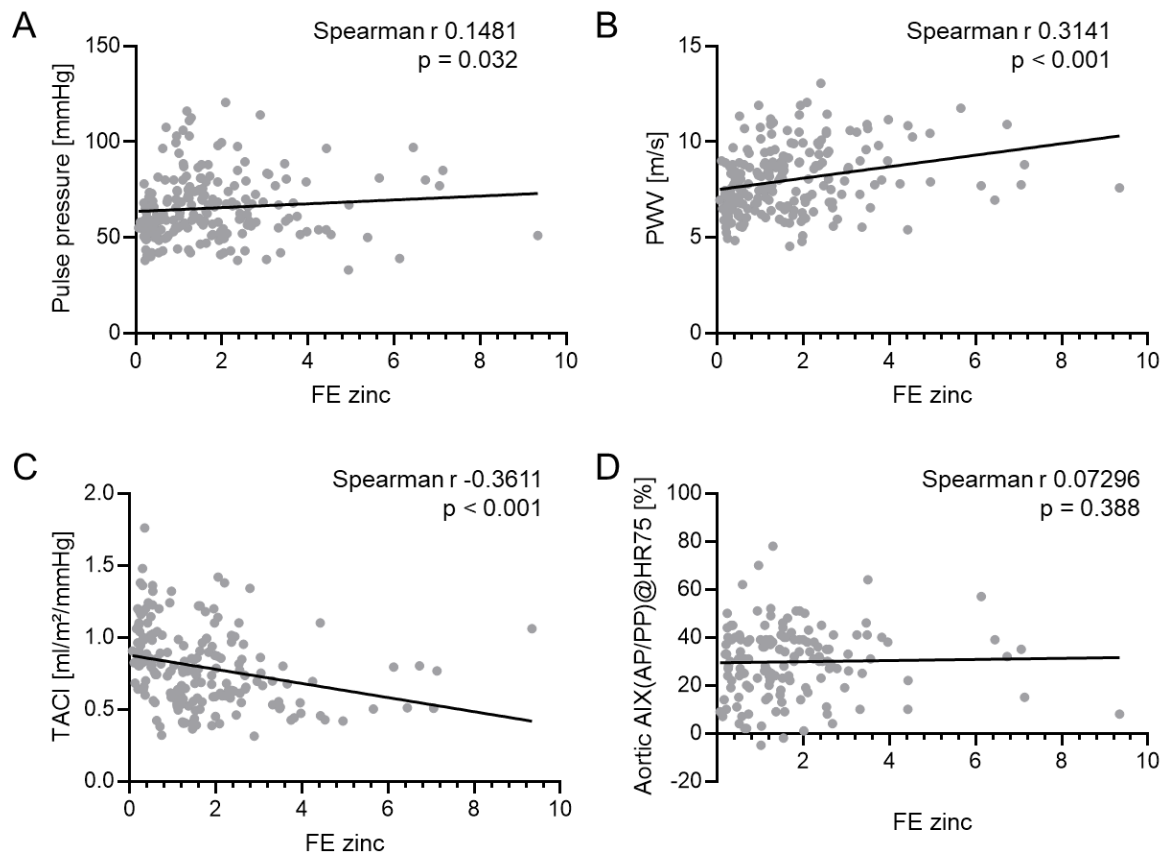 A
Spearman r 0.1481
p = 0.032
Pulse pressure [mmHg]
150
100
50
0
0 2 4 6 8 10
FE zinc
B
Spearman r 0.3141
p < 0.001
PWV [m/s]
15
10
5
0
0 2 4 6 8 10
FE zinc
C
Spearman r -0.3611
p < 0.001
TACI [ml/m²/mmHg]
2.0
1.5
1.0
0.5
0.0
0 2 4 6 8 10
FE zinc
D
Spearman r 0.07296
p = 0.388
Aortic AIX(AP/PP)@HR75 [%]
100
80
60
40
20
0
-20
2 4 6 8 10
FE zinc